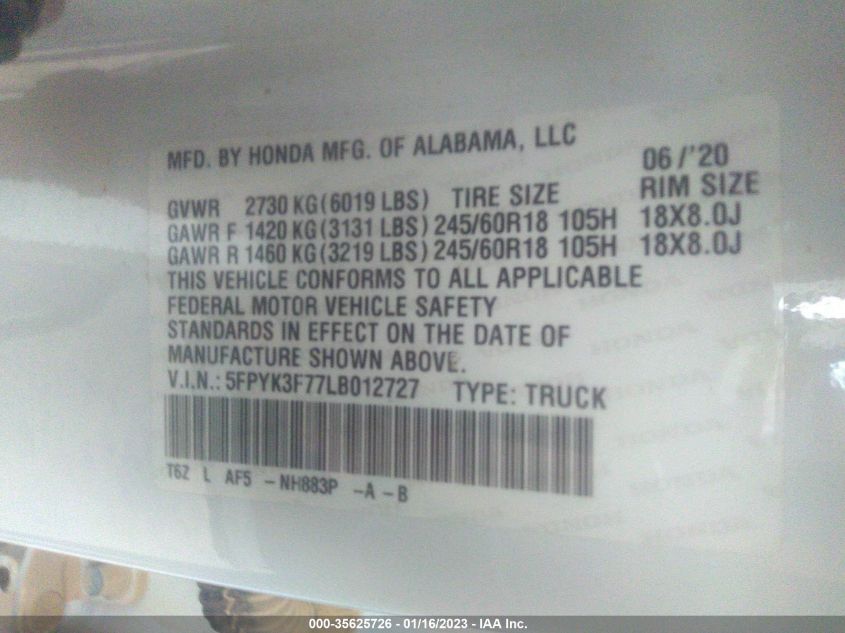 MFD. BY HONDA MFG. OF ALABAMA, LLC 06/'20
GVWR 2730 KG(6019 LBS) TIRE SIZE RIM SIZE
GAWR F 1420 KG(3131 LBS) 245/60R18 105H 18X8.0J
GAWR R 1460 KG(3219 LBS) 245/60R18 105H 18X8.0J
THIS VEHICLE CONFORMS TO ALL APPLICABLE
FEDERAL MOTOR VEHICLE SAFETY
STANDARDS IN EFFECT ON THE DATE OF
MANUFACTURE SHOWN ABOVE.
V.I.N.: 5FPYK3F77LB012727 TYPE: TRUCK
T6Z L AF5 -NH883P -A -B
000-35625726 - 01/16/2023 - IAA Inc.